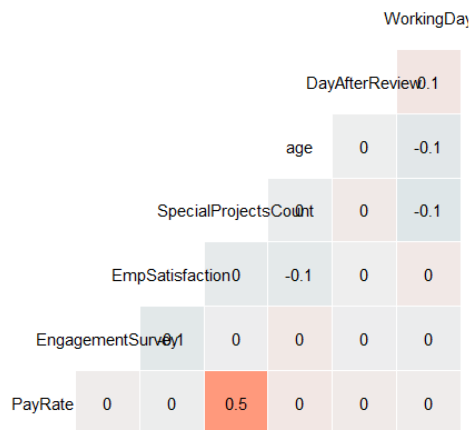 WorkingDay
DayAfterReview 0.1
age 0 -0.1
SpecialProjectsCount 0 0 -0.1
EmpSatisfaction 0 -0.1 0 0
EngagementSurvey -0.1 0 0 0 0
PayRate 0 0 0.5 0 0 0